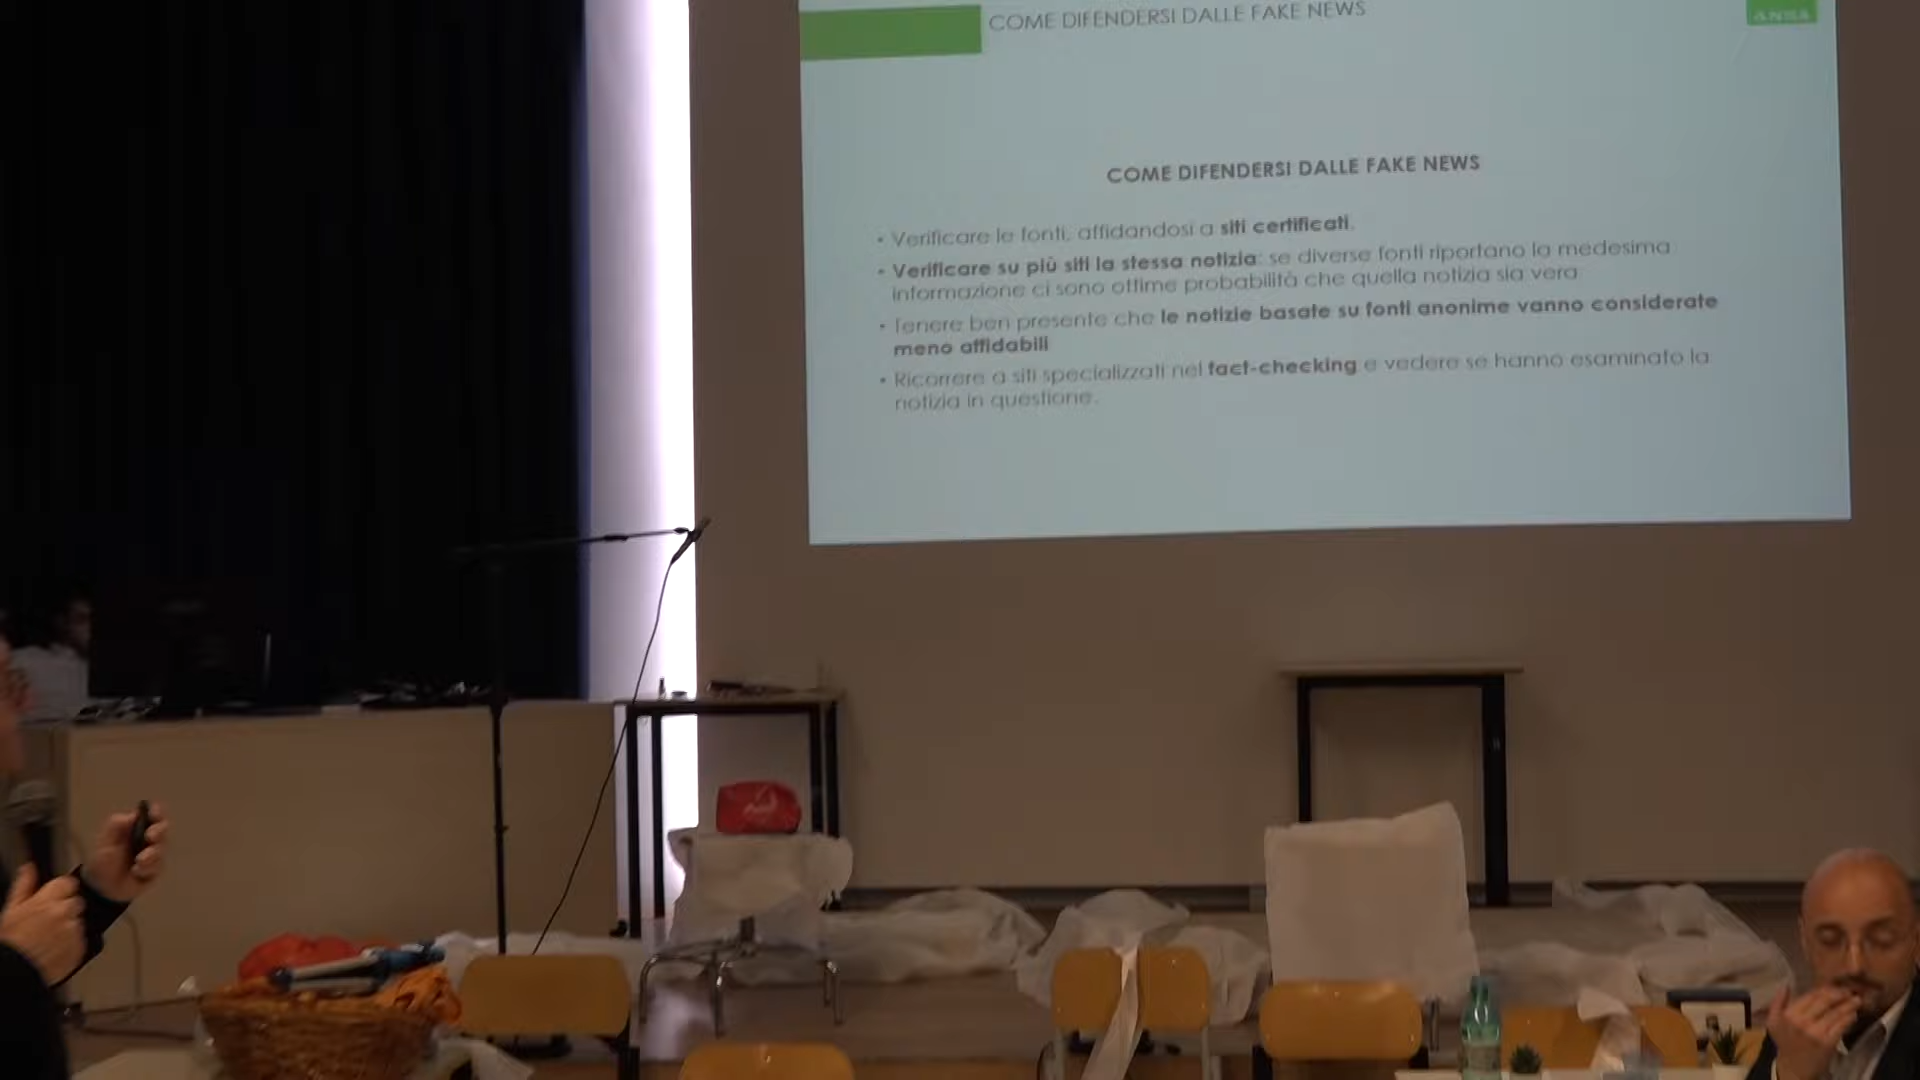 COME DIFENDERSI DALLE FAKE NEWS
ANSA
COME DIFENDERSI DALLE FAKE NEWS
• Verificare le fonti, affidandosi a siti certificati.
• Verificare su più siti la stessa notizia: se diverse fonti riportano la medesima
informazione ci sono ottime probabilità che quella notizia sia vera
• Tenere ben presente che le notizie basate su fonti anonime vanno considerate
meno affidabili
• Ricorrere a siti specializzati nel fact-checking e vedere se hanno esaminato la
notizia in questione.